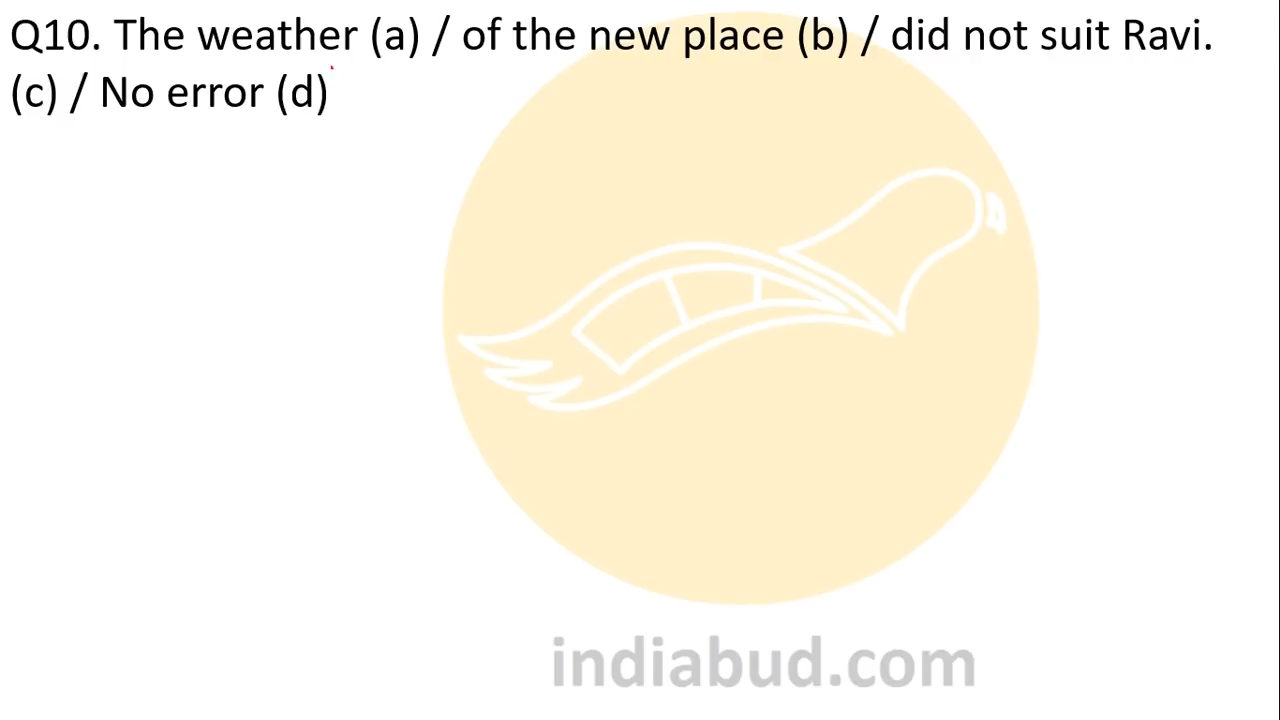 Q10. The weather (a) / of the new place (b) / did not suit Ravi.
(c) / No error (d)
indiabud.com